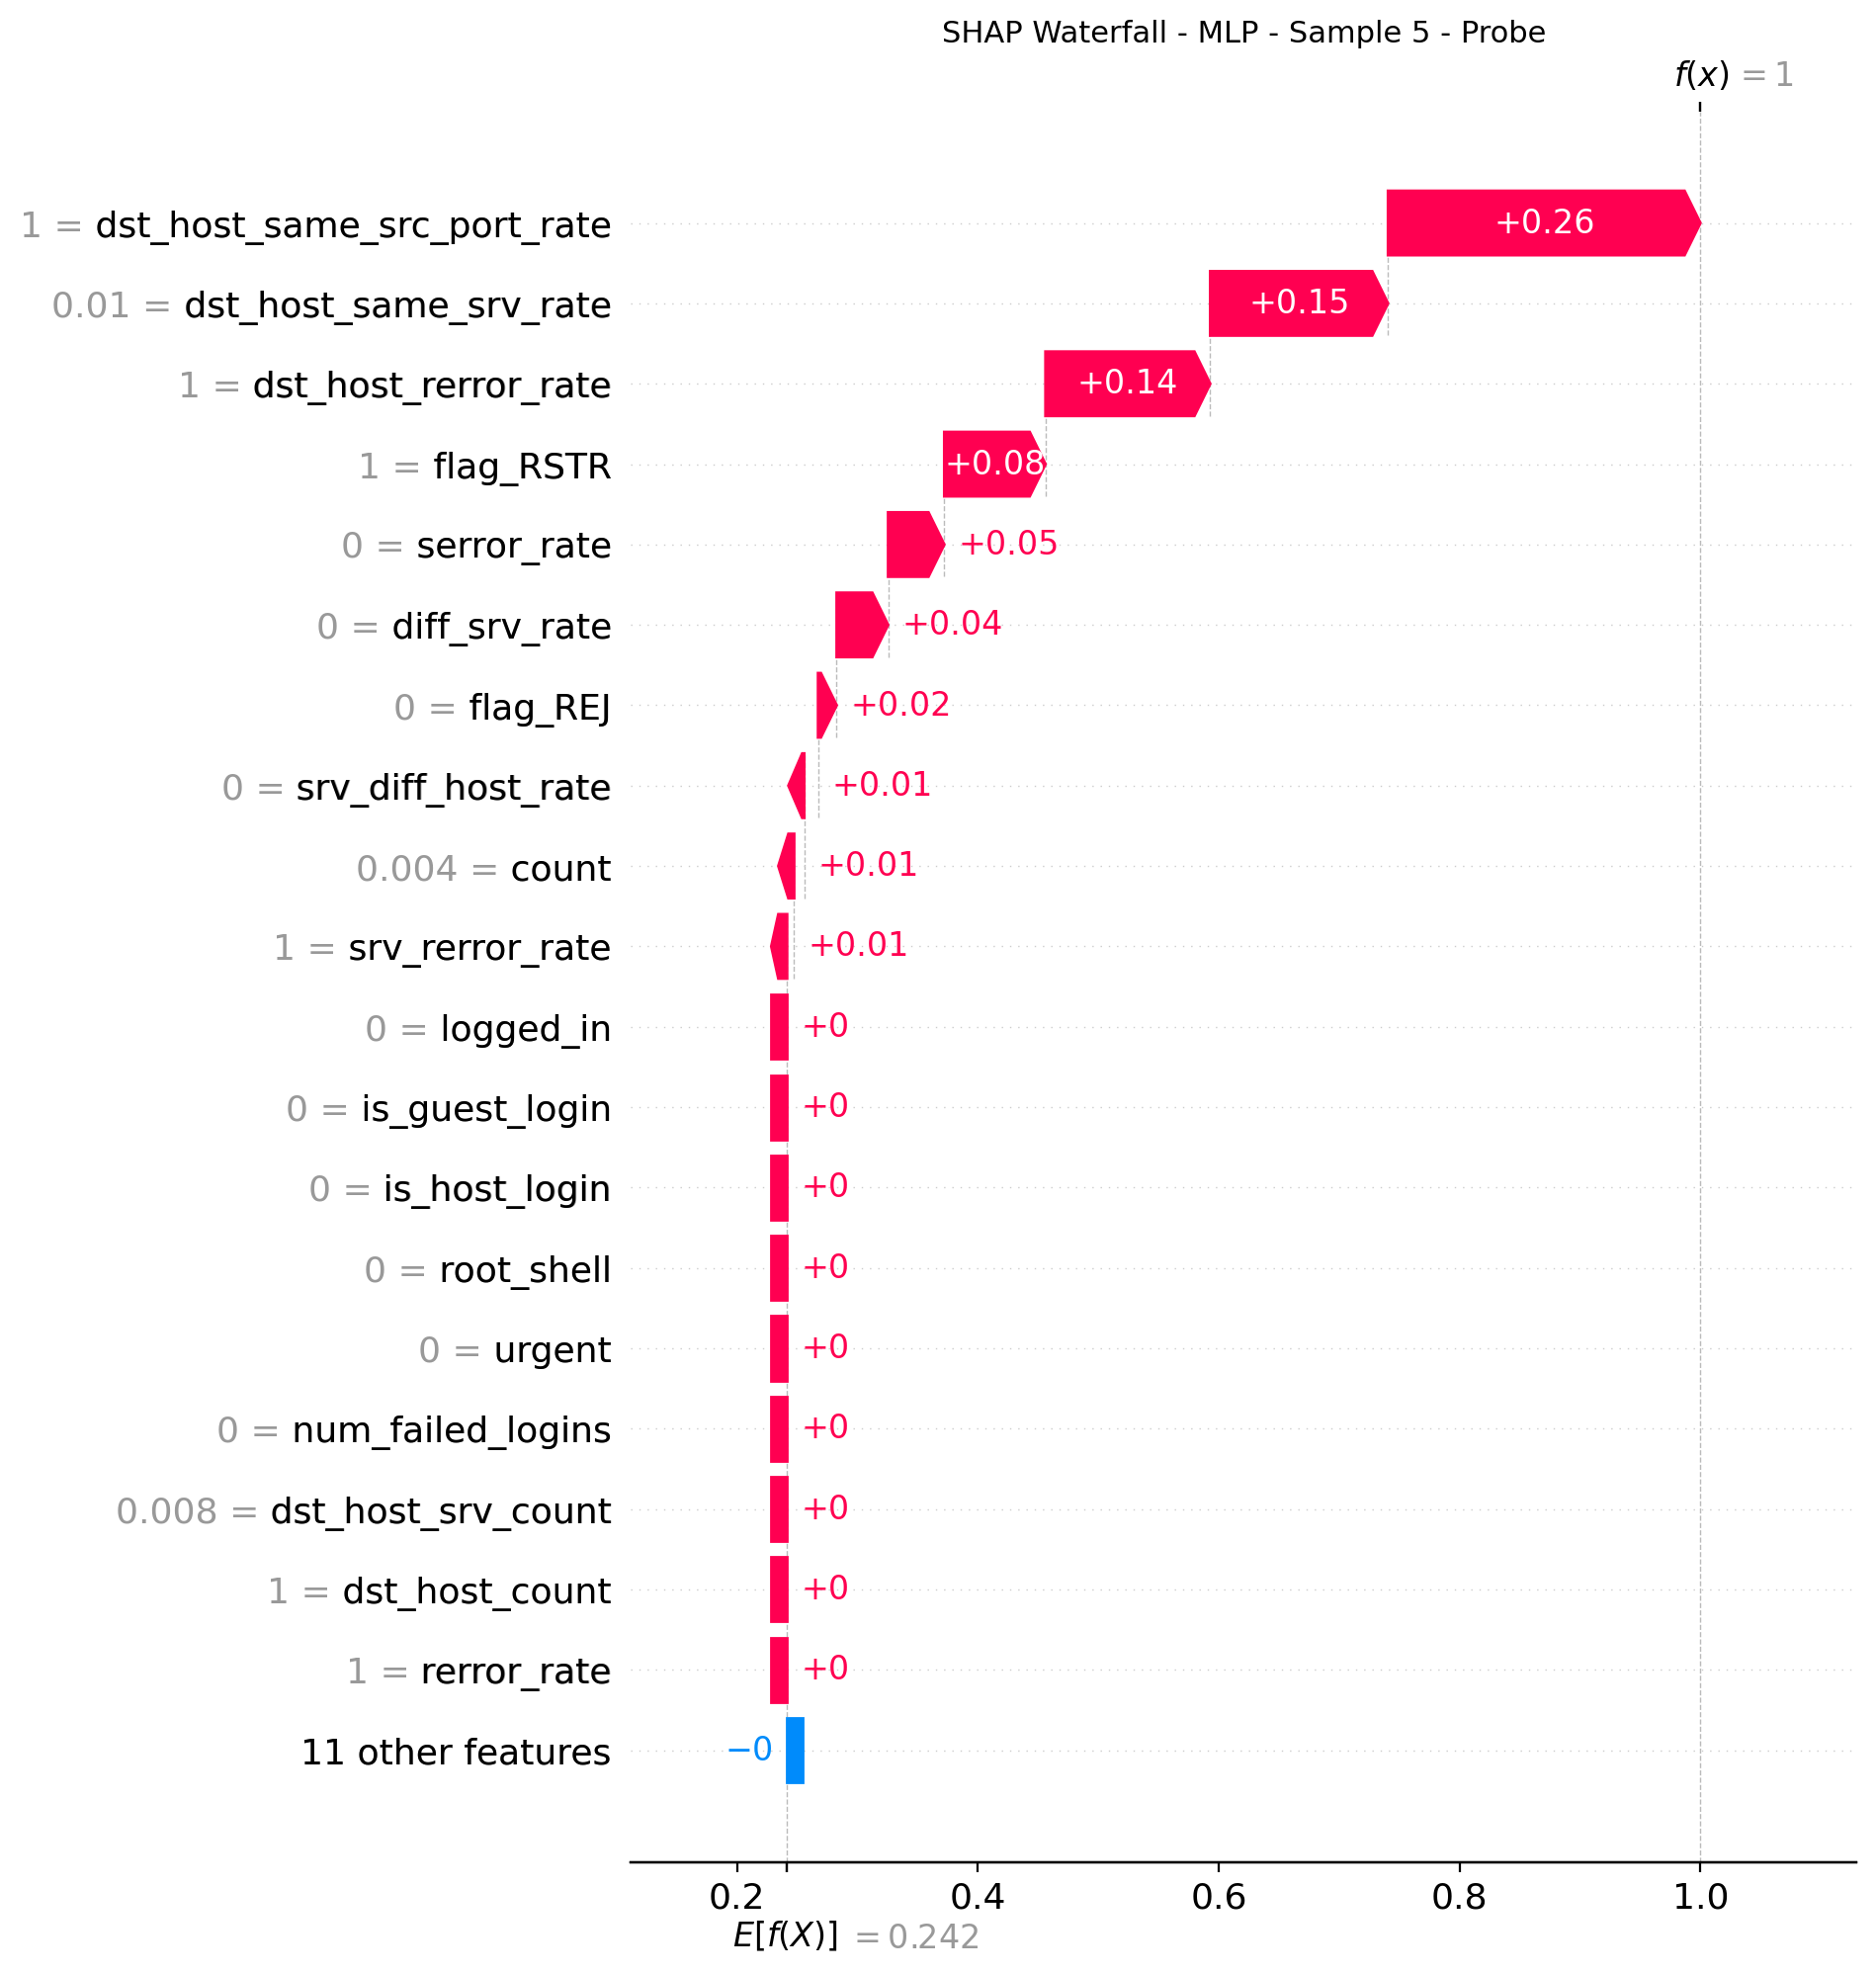 SHAP Waterfall - MLP - Sample 5 - Probe
f(x) = 1
1 = dst_host_same_src_port_rate +0.26
0.01 = dst_host_same_srv_rate +0.15
1 = dst_host_rerror_rate +0.14
1 = flag_RSTR +0.08
0 = serror_rate +0.05
0 = diff_srv_rate +0.04
0 = flag_REJ +0.02
0 = srv_diff_host_rate +0.01
0.004 = count +0.01
1 = srv_rerror_rate +0.01
0 = logged_in +0
0 = is_guest_login +0
0 = is_host_login +0
0 = root_shell +0
0 = urgent +0
0 = num_failed_logins +0
0.008 = dst_host_srv_count +0
1 = dst_host_count +0
1 = rerror_rate +0
11 other features −0
0.2 0.4 0.6 0.8 1.0
E[f(X)] = 0.242